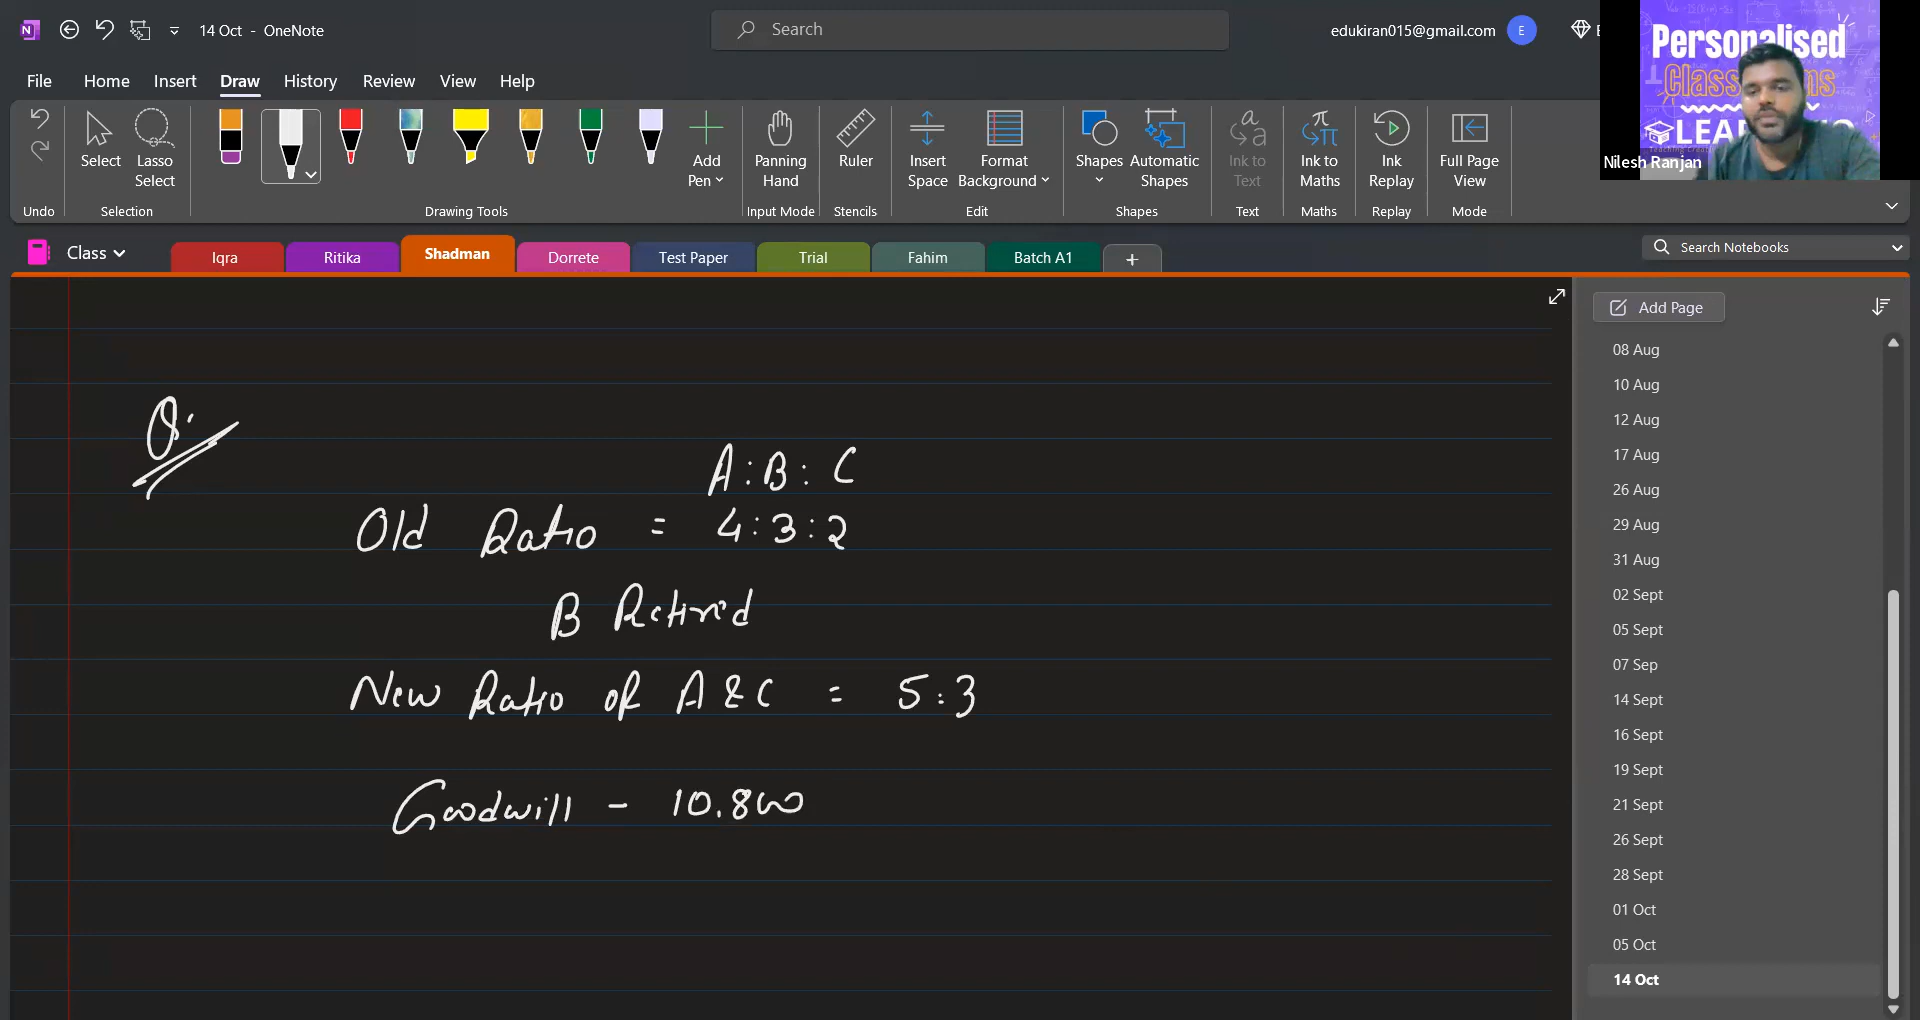 14 Oct - OneNote
Search
edukiran015@gmail.com
E
File Home Insert Draw History Review View Help
Undo
Select
Lasso Select
Selection
Drawing Tools
Add Pen
Panning Hand
Input Mode
Ruler
Stencils
Insert Space
Format Background
Edit
Shapes
Automatic Shapes
Shapes
Ink to Text
Text
Ink to Maths
Maths
Ink Replay
Replay
Full Page View
Mode
Personalised
Nilesh Ranjan
Class
Iqra Ritika Shadman Dorrete Test Paper Trial Fahim Batch A1 +
Search Notebooks
Q.
A : B : C
Old Ratio = 4 : 3 : 2
B Retired
New Ratio of A & C = 5 : 3
Goodwill - 10.800
Add Page
08 Aug
10 Aug
12 Aug
17 Aug
26 Aug
29 Aug
31 Aug
02 Sept
05 Sept
07 Sep
14 Sept
16 Sept
19 Sept
21 Sept
26 Sept
28 Sept
01 Oct
05 Oct
14 Oct